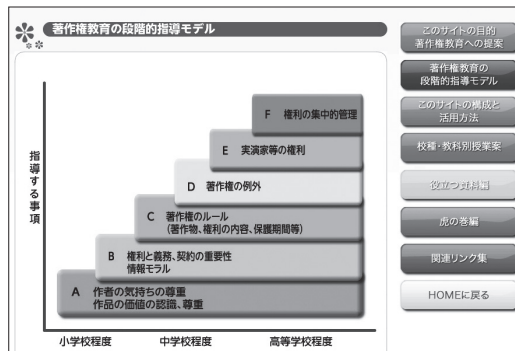 著作権教育の段階的指導モデル
指導する事項
F 権利の集中的管理
E 実演家等の権利
D 著作権の例外
C 著作権のルール
(著作物、権利の内容、保護期間等)
B 権利と義務、契約の重要性
情報モラル
A 作者の気持ちの尊重
作品の価値の認識、尊重
小学校程度
中学校程度
高等学校程度
このサイトの目的
著作権教育への提案
著作権教育の
段階的指導モデル
このサイトの構成と
活用方法
校種・教科別授業案
役立つ資料編
虎の巻編
関連リンク集
HOMEに戻る